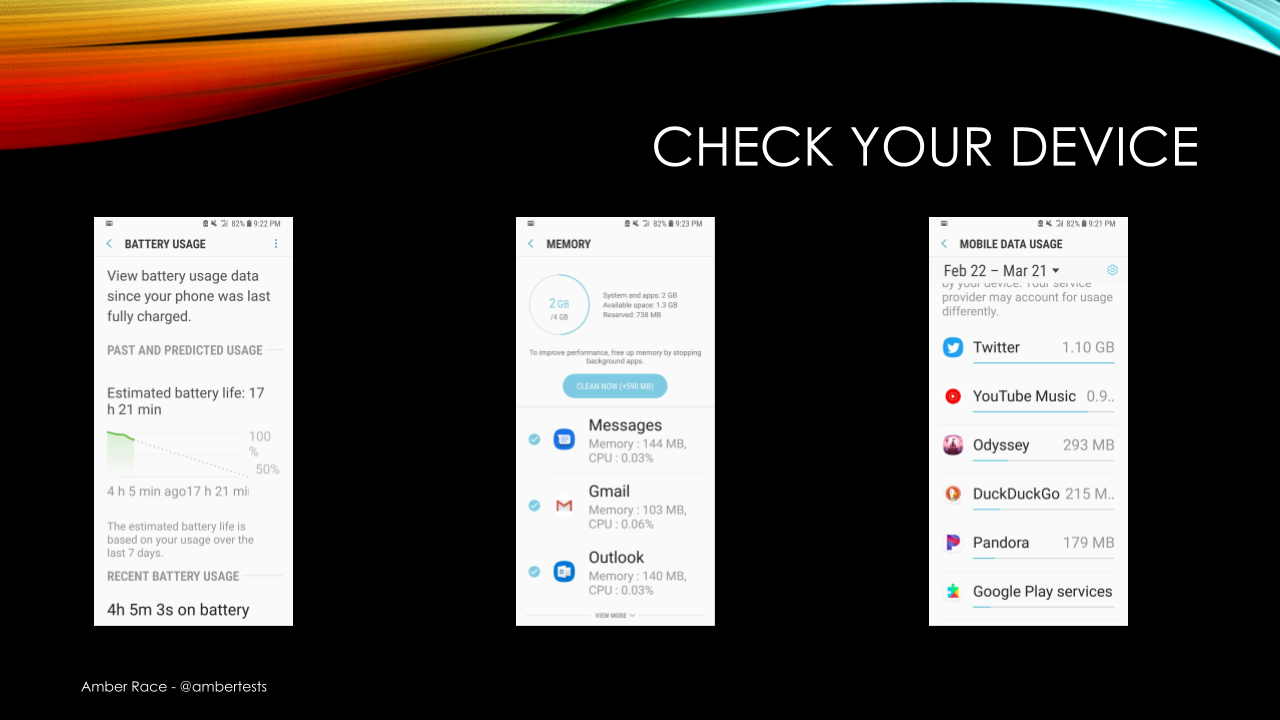 CHECK YOUR DEVICE
82% 9:22 PM
BATTERY USAGE
View battery usage data
since your phone was last
fully charged.
PAST AND PREDICTED USAGE
Estimated battery life: 17
h 21 min
100
%
50%
4 h 5 min ago17 h 21 mi
The estimated battery life is
based on your usage over the
last 7 days.
RECENT BATTERY USAGE
4h 5m 3s on battery
82% 9:23 PM
MEMORY
2 GB
/4 GB
System and apps: 2 GB
Available space: 1.3 GB
Reserved: 738 MB
To improve performance, free up memory by stopping
background apps.
CLEAN NOW (+590 MB)
Messages
Memory : 144 MB,
CPU : 0.03%
Gmail
Memory : 103 MB,
CPU : 0.06%
Outlook
Memory : 140 MB,
CPU : 0.03%
VIEW MORE
82% 9:21 PM
MOBILE DATA USAGE
Feb 22 – Mar 21
by your device. Your service
provider may account for usage
differently.
Twitter 1.10 GB
YouTube Music 0.9..
Odyssey 293 MB
DuckDuckGo 215 M..
Pandora 179 MB
Google Play services
Amber Race - @ambertests